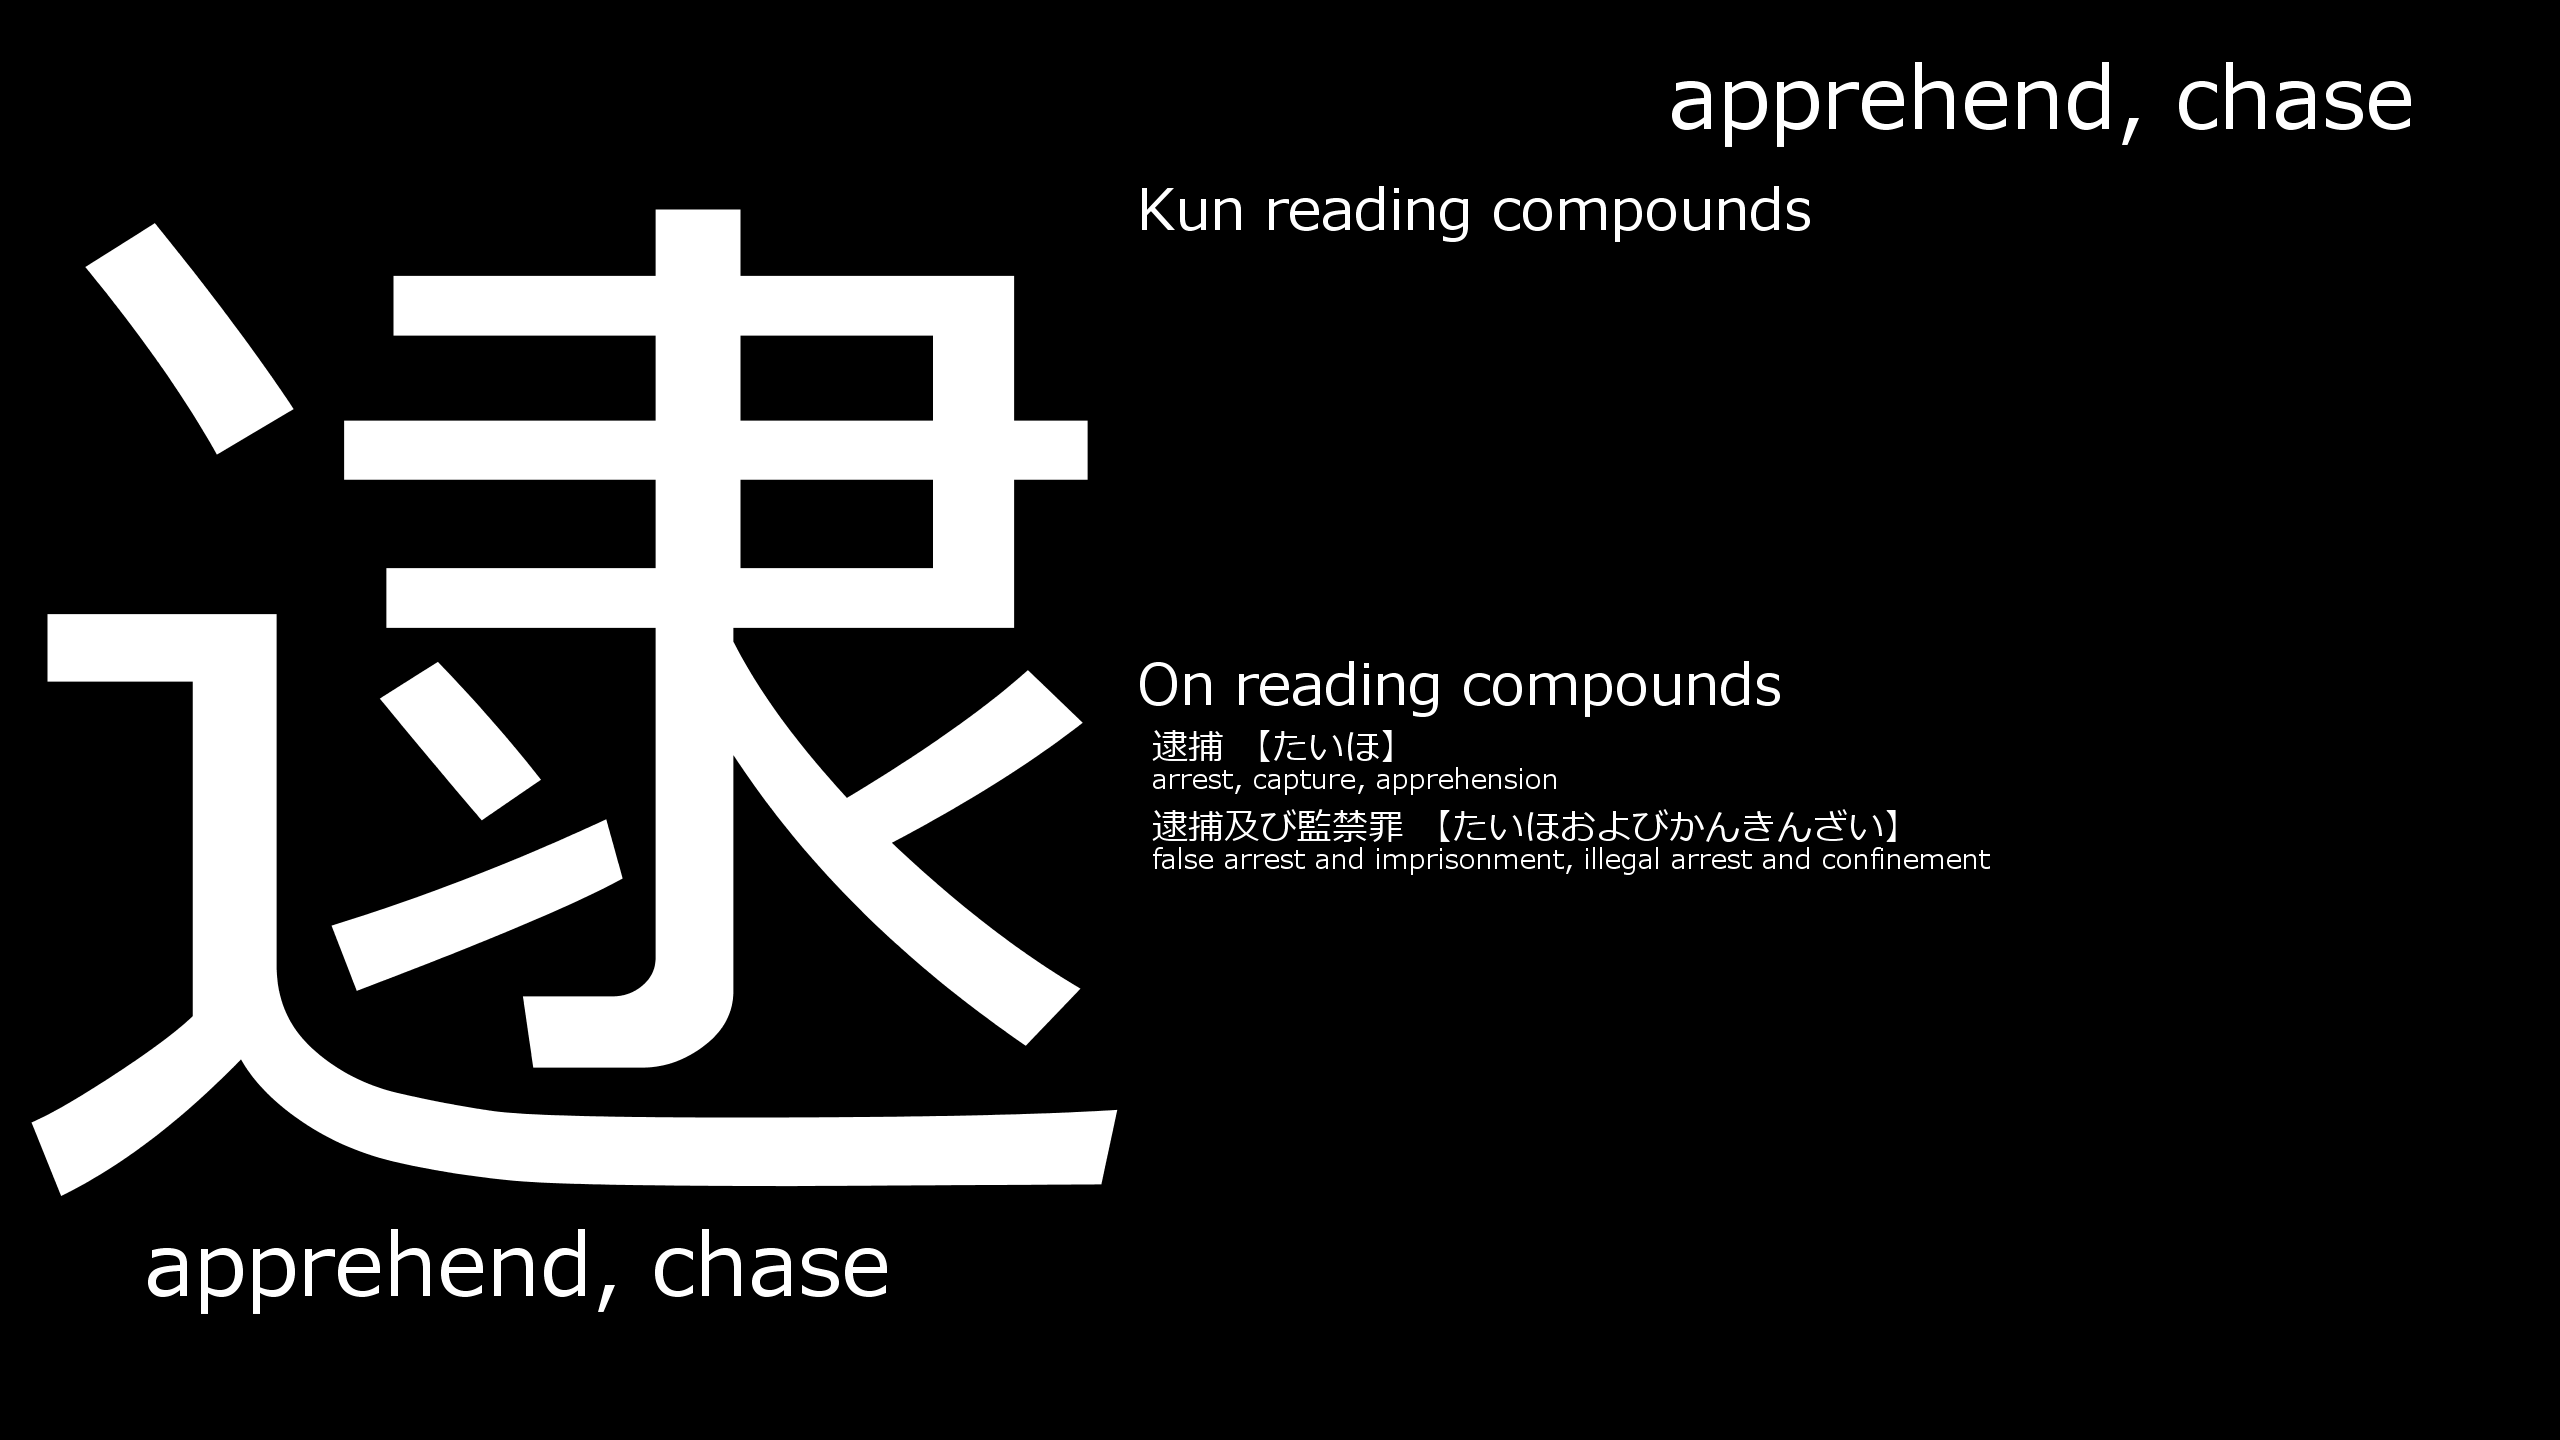 逮
apprehend, chase
apprehend, chase
Kun reading compounds
On reading compounds
逮捕 【たいほ】
arrest, capture, apprehension
逮捕及び監禁罪 【たいほおよびかんきんざい】
false arrest and imprisonment, illegal arrest and confinement